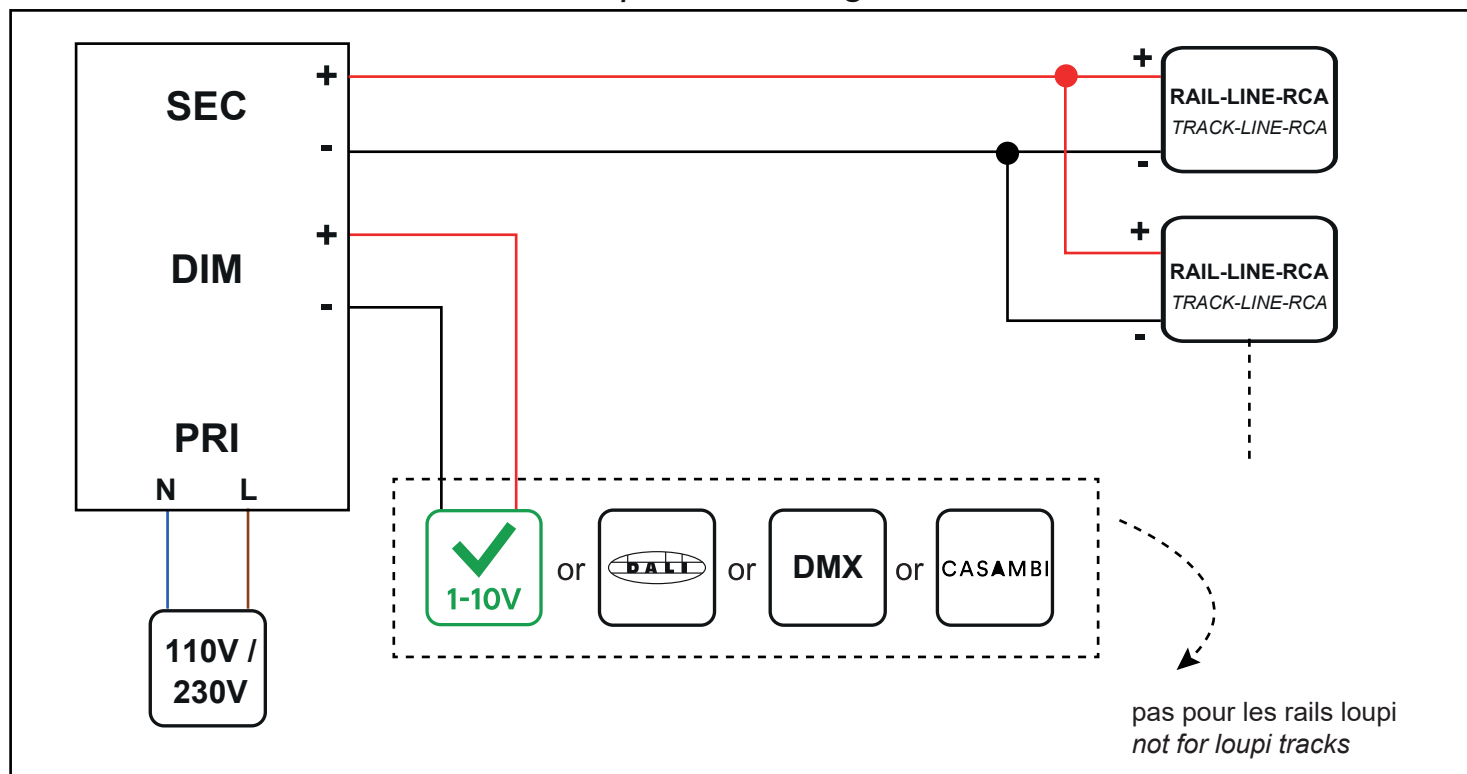 SEC
+
-
DIM
+
-
PRI
N L
110V /
230V
+
RAIL-LINE-RCA
TRACK-LINE-RCA
-
+
RAIL-LINE-RCA
TRACK-LINE-RCA
-
1-10V
or
DALI
or
DMX
or
CASAMBI
pas pour les rails loupi
not for loupi tracks